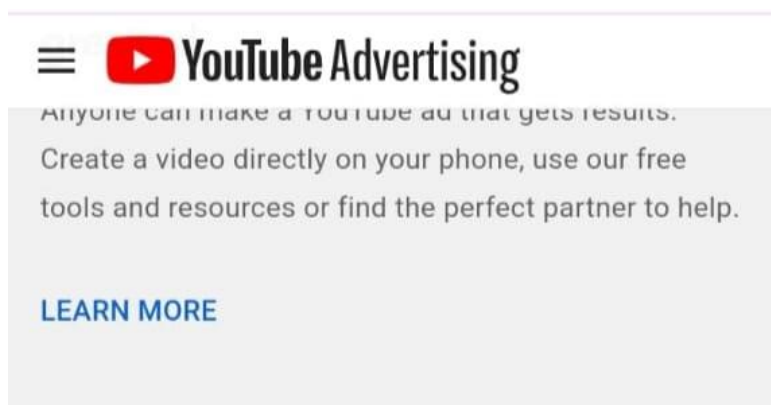 YouTube Advertising
Anyone can make a YouTube ad that gets results.
Create a video directly on your phone, use our free
tools and resources or find the perfect partner to help.
LEARN MORE